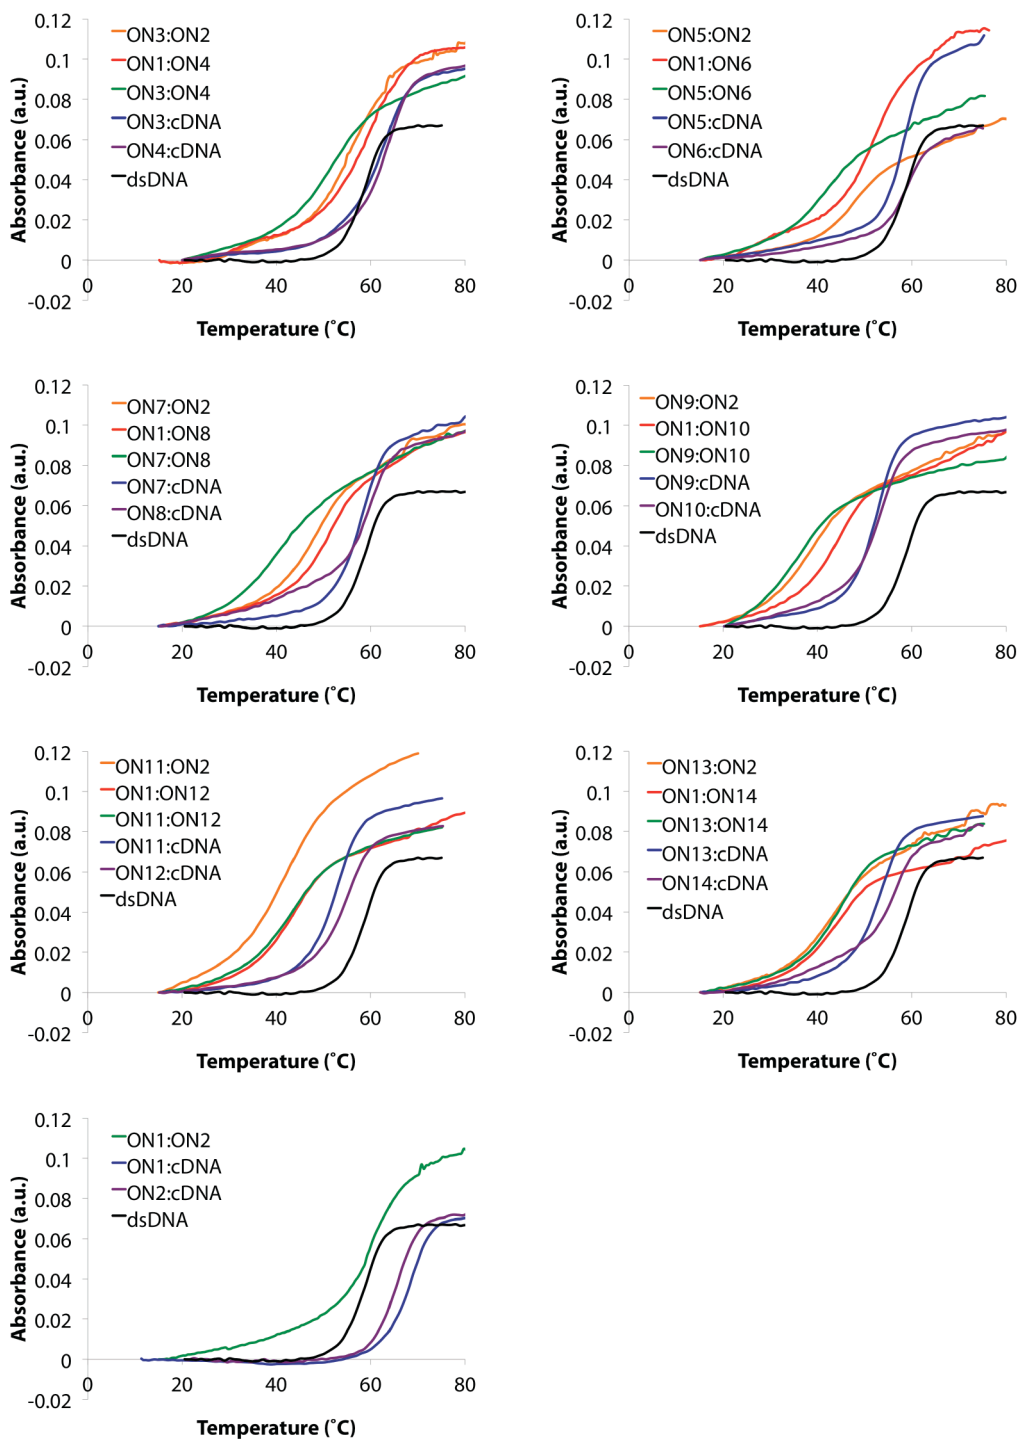 0.12
0.1
0.08
0.06
0.04
0.02
0
-0.02
0
20
40
60
80
Absorbance (a.u.)
Temperature (˚C)
ON3:ON2
ON1:ON4
ON3:ON4
ON3:cDNA
ON4:cDNA
dsDNA
0.12
0.1
0.08
0.06
0.04
0.02
0
-0.02
0
20
40
60
80
Absorbance (a.u.)
Temperature (˚C)
ON5:ON2
ON1:ON6
ON5:ON6
ON5:cDNA
ON6:cDNA
dsDNA
0.12
0.1
0.08
0.06
0.04
0.02
0
-0.02
0
20
40
60
80
Absorbance (a.u.)
Temperature (˚C)
ON7:ON2
ON1:ON8
ON7:ON8
ON7:cDNA
ON8:cDNA
dsDNA
0.12
0.1
0.08
0.06
0.04
0.02
0
-0.02
0
20
40
60
80
Absorbance (a.u.)
Temperature (˚C)
ON9:ON2
ON1:ON10
ON9:ON10
ON9:cDNA
ON10:cDNA
dsDNA
0.12
0.1
0.08
0.06
0.04
0.02
0
-0.02
0
20
40
60
80
Absorbance (a.u.)
Temperature (˚C)
ON11:ON2
ON1:ON12
ON11:ON12
ON11:cDNA
ON12:cDNA
dsDNA
0.12
0.1
0.08
0.06
0.04
0.02
0
-0.02
0
20
40
60
80
Absorbance (a.u.)
Temperature (˚C)
ON13:ON2
ON1:ON14
ON13:ON14
ON13:cDNA
ON14:cDNA
dsDNA
0.12
0.1
0.08
0.06
0.04
0.02
0
-0.02
0
20
40
60
80
Absorbance (a.u.)
Temperature (˚C)
ON1:ON2
ON1:cDNA
ON2:cDNA
dsDNA